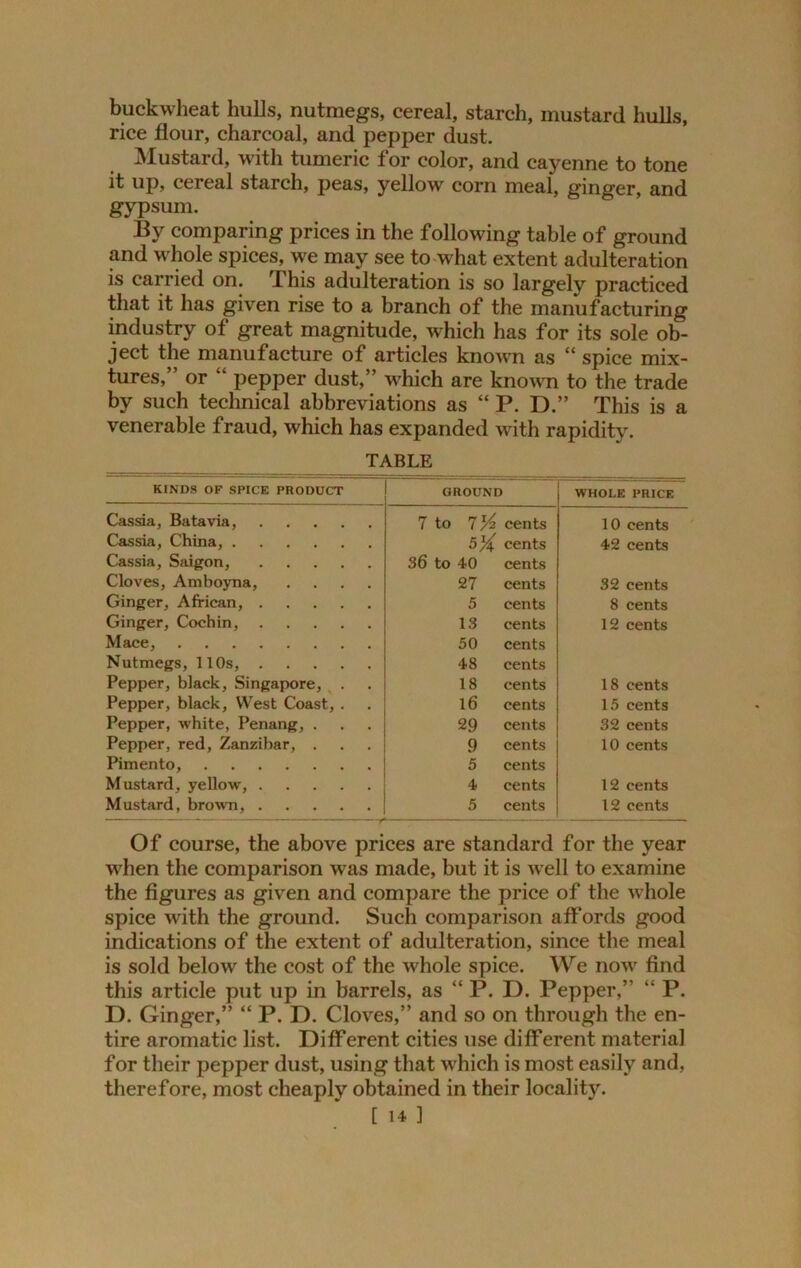 buckwheat hulls, nutmegs, cereal, starch, mustard hulls,
rice flour, charcoal, and pepper dust.
Mustard, with tumeric for color, and cayenne to tone
it up, cereal starch, peas, yellow corn meal, ginger, and
gypsum.
By comparing prices in the following table of ground
and whole spices, we may see to what extent adulteration
is carried on. This adulteration is so largely practiced
that it has given rise to a branch of the manufacturing
industry of great magnitude, which has for its sole ob-
ject the manufacture of articles known as “ spice mix-
tures,” or “ pepper dust,” which are known to the trade
by such technical abbreviations as “ P. D.” This is a
venerable fraud, which has expanded with rapidity.
TABLE
KINDS OF SPICE PRODUCT GROUND WHOLE PRICE
Cassia, Batavia, . . . . . 7 to 7½ cents 10 cents
Cassia, China, . . . . . . 5¼ cents 42 cents
Cassia, Saigon, . . . . . 36 to 40 cents
Cloves, Amboyna, . . . . 27 cents 32 cents
Ginger, African, . . . . . 5 cents 8 cents
Ginger, Cochin, . . . . . 13 cents 12 cents
Mace, . . . . . . . . 50 cents
Nutmegs, 110s, . . . . . 48 cents
Pepper, black, Singapore, . . 18 cents 18 cents
Pepper, black, West Coast, . . 16 cents 15 cents
Pepper, white, Penang, . . . 29 cents 32 cents
Pepper, red, Zanzibar, . . . 9 cents 10 cents
Pimento, . . . . . . . 5 cents
Mustard, yellow, . . . . . 4 cents 12 cents
Mustard, brown, . . . . . 5 cents 12 cents
Of course, the above prices are standard for the year
when the comparison was made, but it is well to examine
the figures as given and compare the price of the whole
spice with the ground. Such comparison affords good
indications of the extent of adulteration, since the meal
is sold below the cost of the whole spice. We now find
this article put up in barrels, as “ P. D. Pepper,” “ P.
D. Ginger,” “ P. D. Cloves,” and so on through the en-
tire aromatic list. Different cities use different material
for their pepper dust, using that which is most easily and,
therefore, most cheaply obtained in their locality.
[ 14 ]